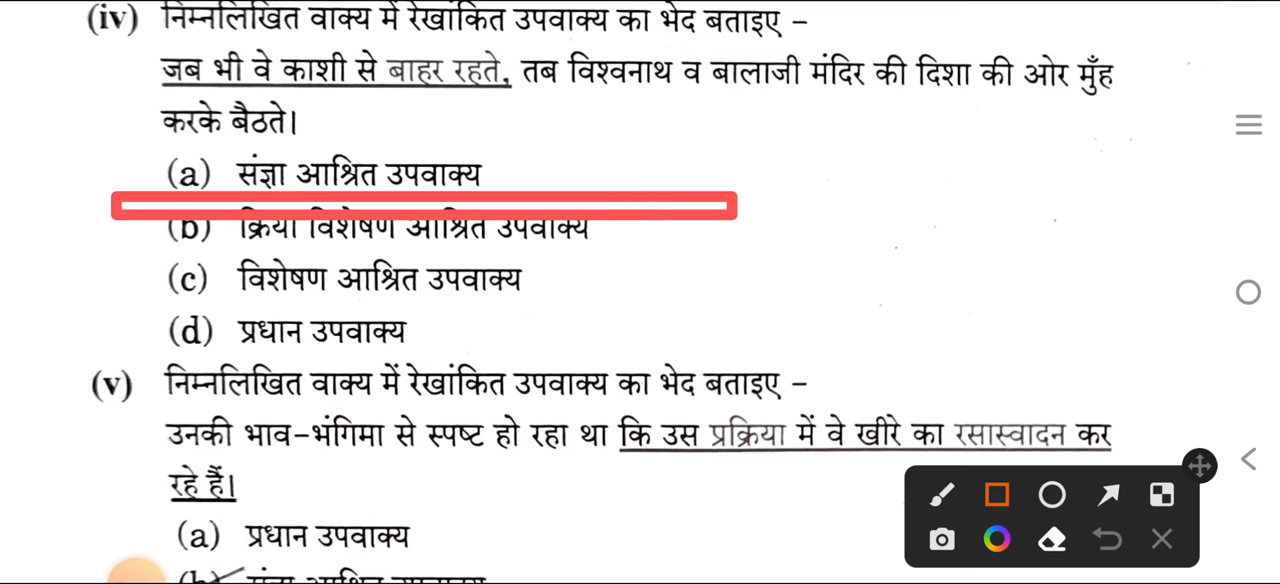 (iv) निम्नलिखित वाक्य में रेखांकित उपवाक्य का भेद बताइए –
जब भी वे काशी से बाहर रहते, तब विश्वनाथ व बालाजी मंदिर की दिशा की ओर मुँह
करके बैठते।
(a) संज्ञा आश्रित उपवाक्य
(b) क्रिया विशेषण आश्रित उपवाक्य
(c) विशेषण आश्रित उपवाक्य
(d) प्रधान उपवाक्य
(v) निम्नलिखित वाक्य में रेखांकित उपवाक्य का भेद बताइए –
उनकी भाव-भंगिमा से स्पष्ट हो रहा था कि उस प्रक्रिया में वे खीरे का रसास्वादन कर
रहे हैं।
(a) प्रधान उपवाक्य
(b) संज्ञा आश्रित उपवाक्य